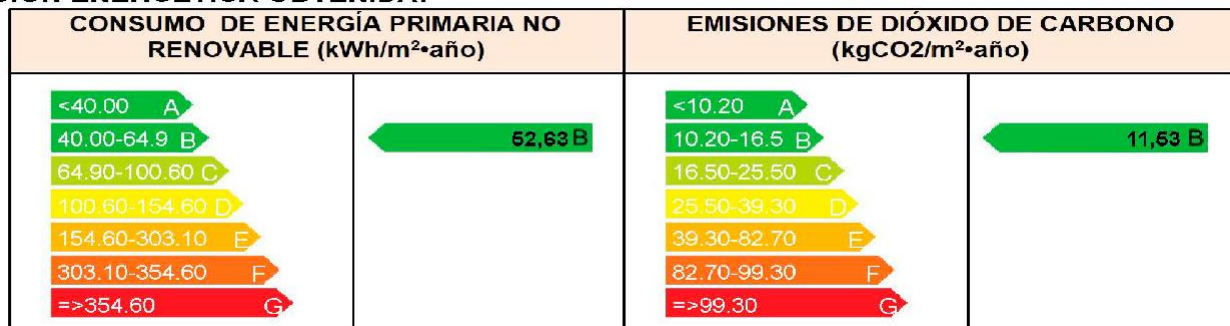 CONSUMO DE ENERGÍA PRIMARIA NO
RENOVABLE (kWh/m²•año)
EMISIONES DE DIÓXIDO DE CARBONO
(kgCO2/m²•año)
<40.00 A
40.00-64.9 B
64.90-100.60 C
100.60-154.60 D
154.60-303.10 E
303.10-354.60 F
=>354.60 G
52,63 B
<10.20 A
10.20-16.5 B
16.50-25.50 C
25.50-39.30 D
39.30-82.70 E
82.70-99.30 F
=>99.30 G
11,53 B